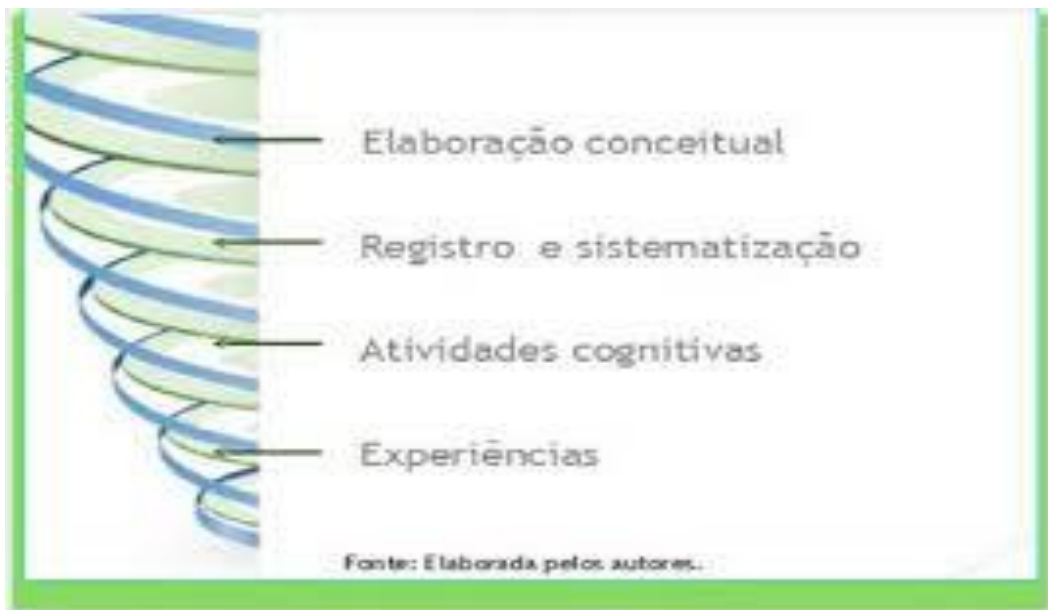 Elaboração conceitual
Registro e sistematização
Atividades cognitivas
Experiências
Fonte: Elaborada pelos autores.